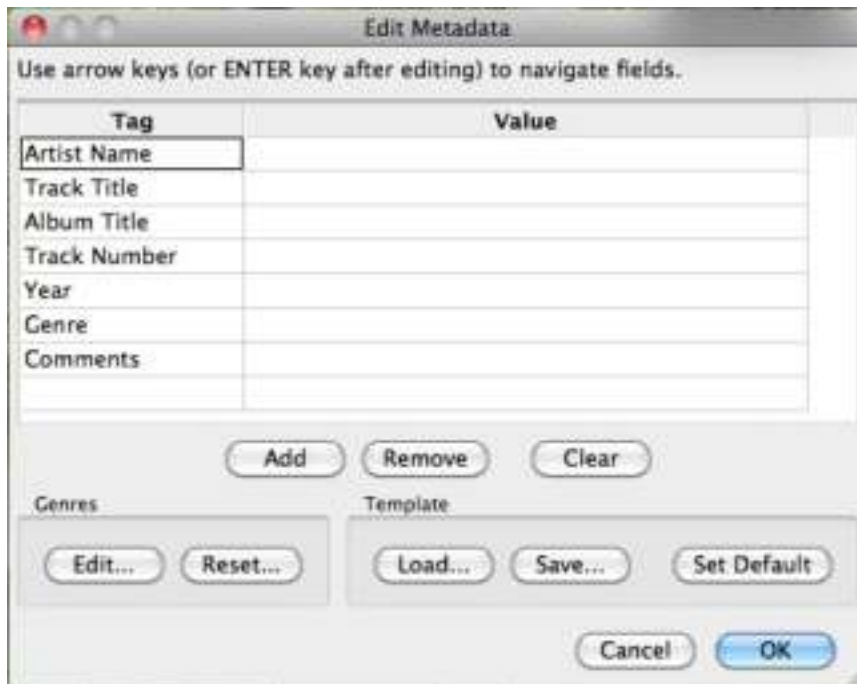 Edit Metadata
Use arrow keys (or ENTER key after editing) to navigate fields.
Tag Value
Artist Name
Track Title
Album Title
Track Number
Year
Genre
Comments
Add Remove Clear
Genres Template
Edit... Reset... Load... Save... Set Default
Cancel OK